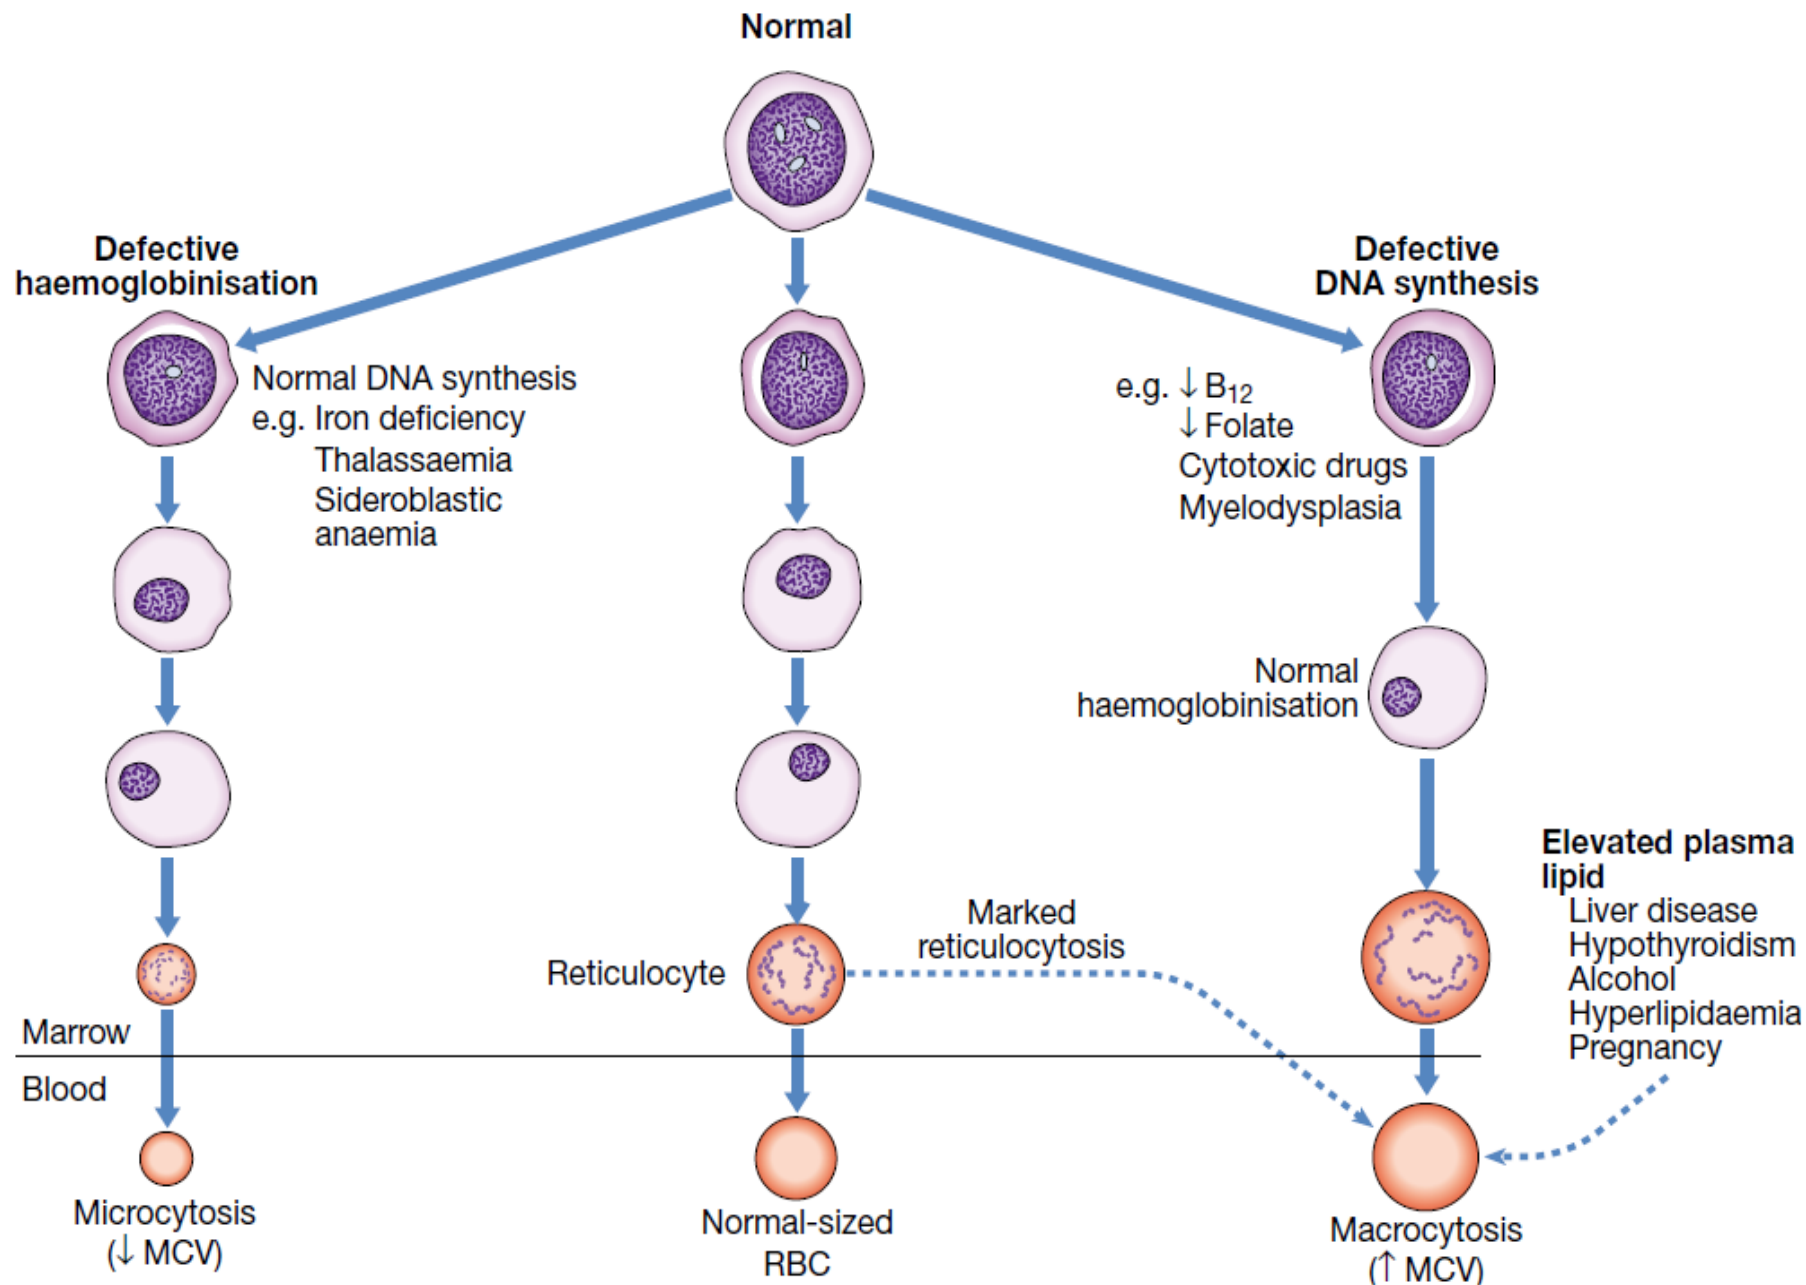 Normal
Defective
haemoglobinisation
Defective
DNA synthesis
Normal DNA synthesis
e.g. Iron deficiency
Thalassaemia
Sideroblastic
anaemia
e.g. ↓ B₁₂
↓ Folate
Cytotoxic drugs
Myelodysplasia
Normal
haemoglobinisation
Elevated plasma
lipid
Liver disease
Hypothyroidism
Alcohol
Hyperlipidaemia
Pregnancy
Marked
reticulocytosis
Reticulocyte
Marrow
Blood
Microcytosis
(↓ MCV)
Normal-sized
RBC
Macrocytosis
(↑ MCV)